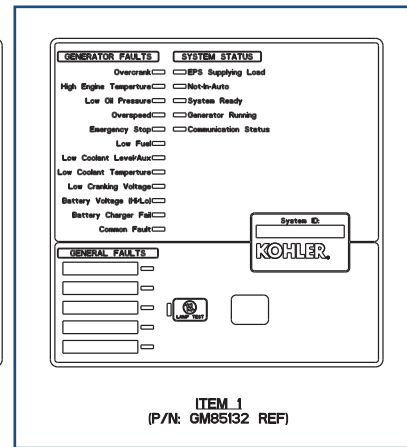 GENERATOR FAULTS
Overcrank
High Engine Temperture
Low Oil Pressure
Overspeed
Emergency Stop
Low Fuel
Low Coolant Level/Aux
Low Coolant Temperture
Low Cranking Voltage
Battery Voltage (Hi/Lo)
Battery Charger Fail
Common Fault
SYSTEM STATUS
EPS Supplying Load
Not-In-Auto
System Ready
Generator Running
Communication Status
System ID:
KOHLER®
GENERAL FAULTS
LAMP TEST
ITEM 1
(P/N: GM85132 REF)